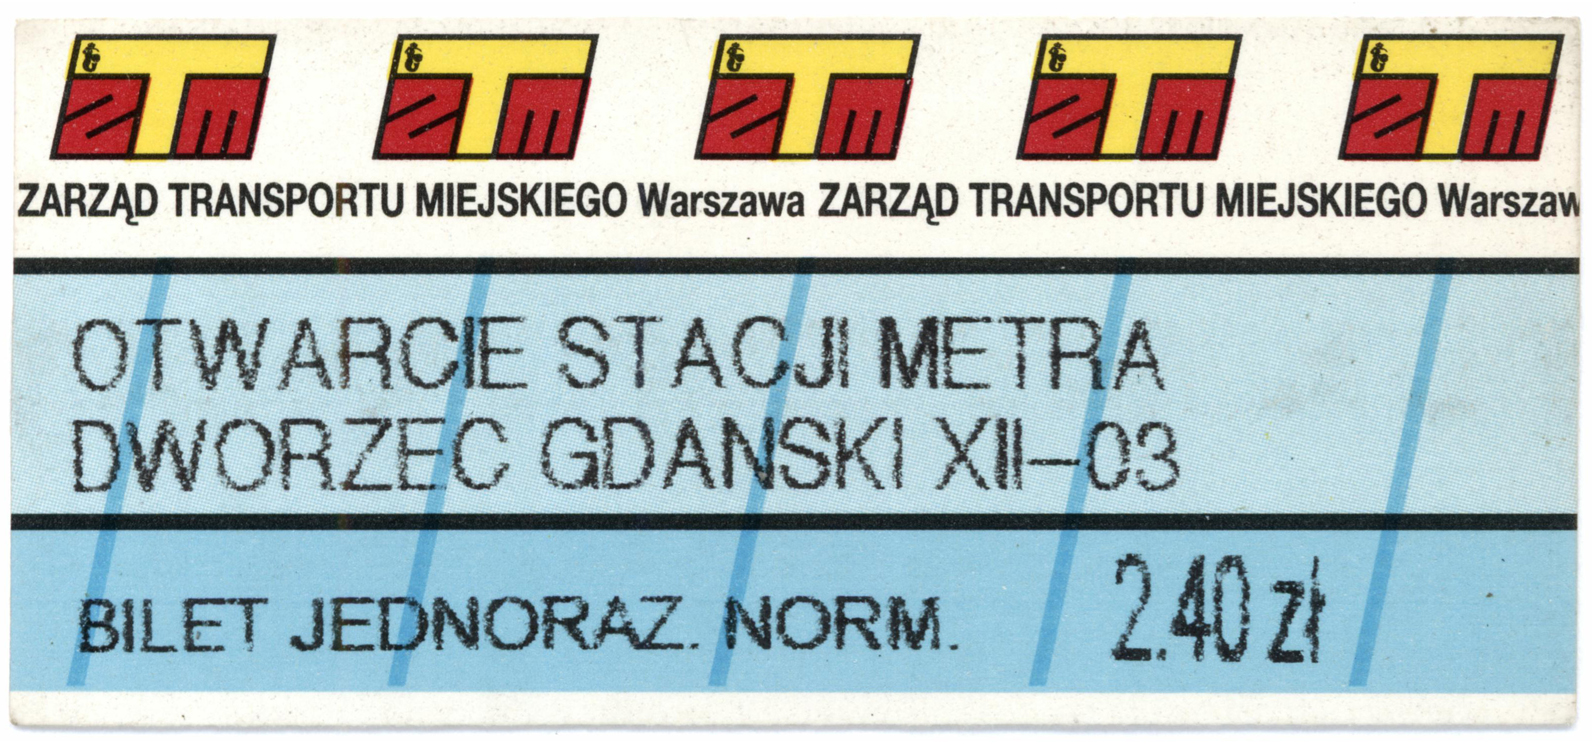 ZTM ZTM ZTM ZTM ZTM
ZARZĄD TRANSPORTU MIEJSKIEGO Warszawa ZARZĄD TRANSPORTU MIEJSKIEGO Warszaw
OTWARCIE STACJI METRA
DWORZEC GDANSKI XII-03
BILET JEDNORAZ. NORM. 2.40 zł